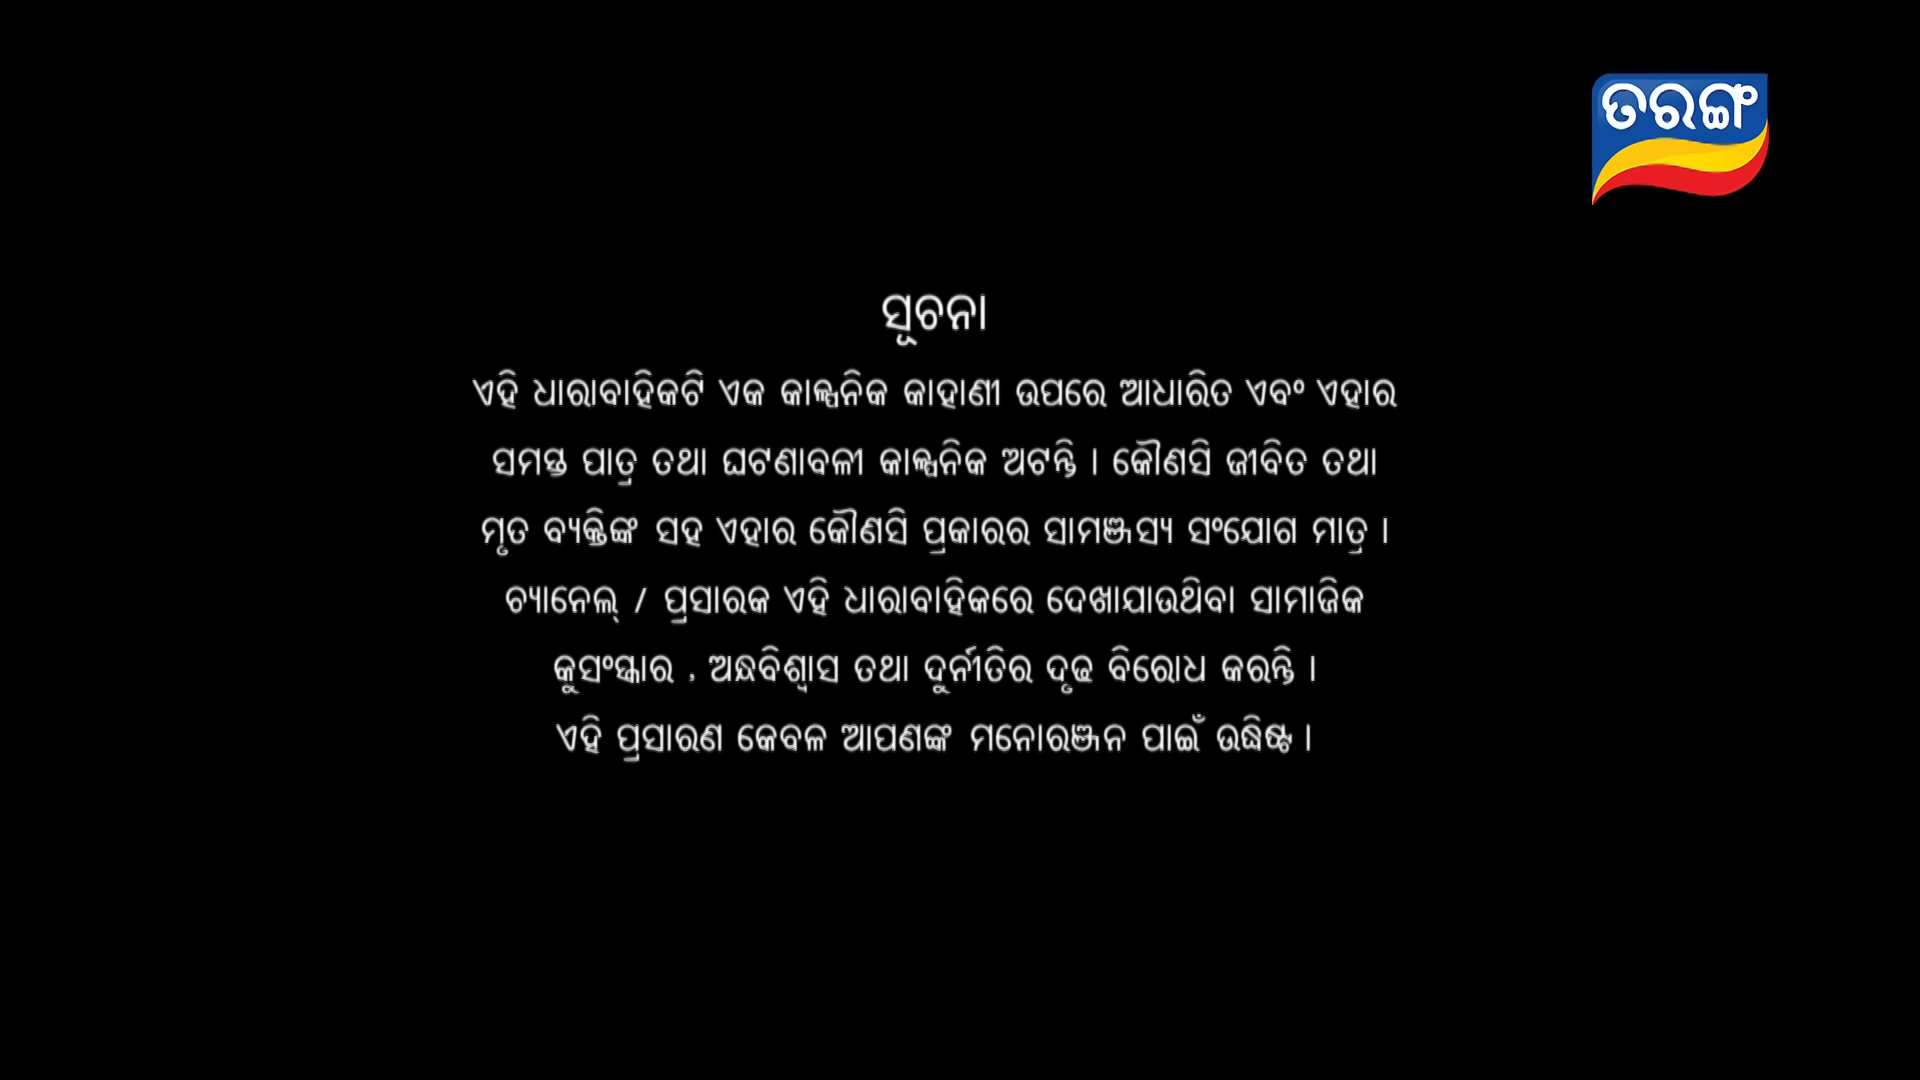 ତରଙ୍ଗ
ସୂଚନା
ଏହି ଧାରାବାହିକଟି ଏକ କାଳ୍ପନିକ କାହାଣୀ ଉପରେ ଆଧାରିତ ଏବଂ ଏହାର
ସମସ୍ତ ପାତ୍ର ତଥା ଘଟଣାବଳୀ କାଳ୍ପନିକ ଅଟନ୍ତି । କୌଣସି ଜୀବିତ ତଥା
ମୃତ ବ୍ୟକ୍ତିଙ୍କ ସହ ଏହାର କୌଣସି ପ୍ରକାରର ସାମଞ୍ଜସ୍ୟ ସଂଯୋଗ ମାତ୍ର ।
ଚ୍ୟାନେଲ୍ / ପ୍ରସାରକ ଏହି ଧାରାବାହିକରେ ଦେଖାଯାଉଥିବା ସାମାଜିକ
କୁସଂସ୍କାର , ଅନ୍ଧବିଶ୍ୱାସ ତଥା ଦୁର୍ନୀତିର ଦୃଢ ବିରୋଧ କରନ୍ତି ।
ଏହି ପ୍ରସାରଣ କେବଳ ଆପଣଙ୍କ ମନୋରଞ୍ଜନ ପାଇଁ ଉଦ୍ଧିଷ୍ଟ ।